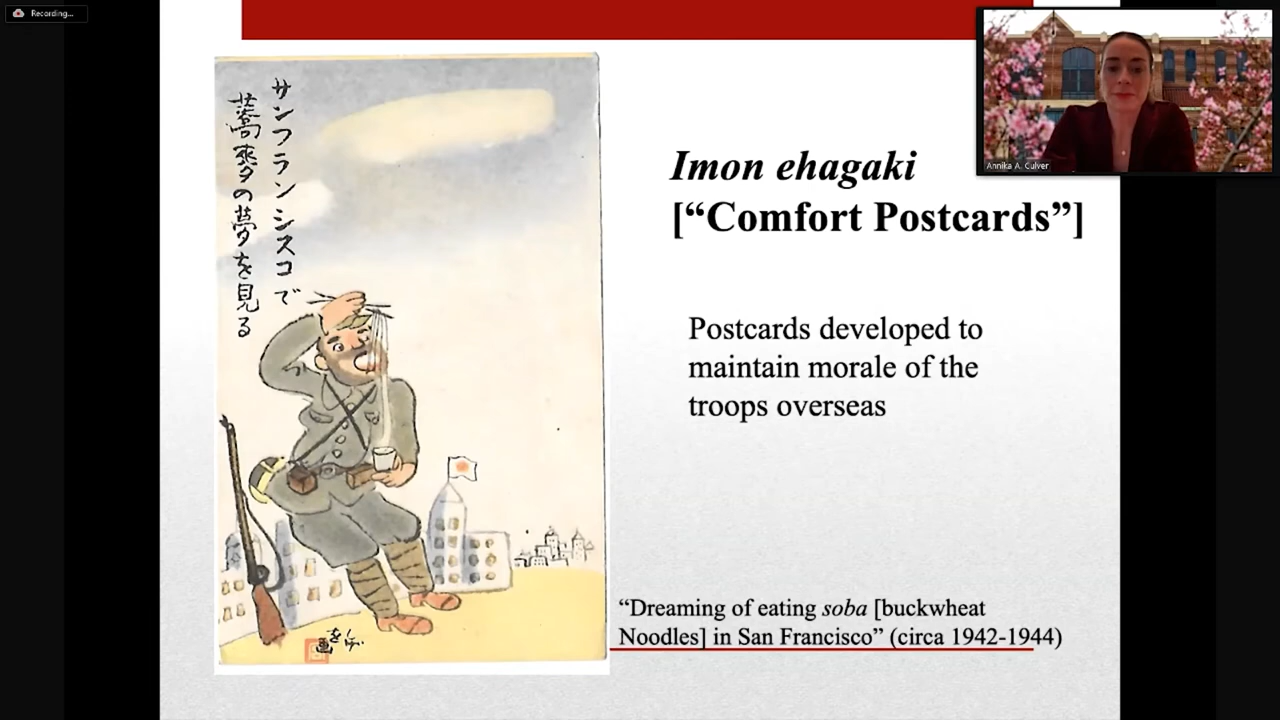 Recording...
サンフランシスコで
蕎麥の夢を見る
Imon ehagaki
[“Comfort Postcards”]
Postcards developed to
maintain morale of the
troops overseas
“Dreaming of eating soba [buckwheat
Noodles] in San Francisco” (circa 1942-1944)
Annika A. Culver